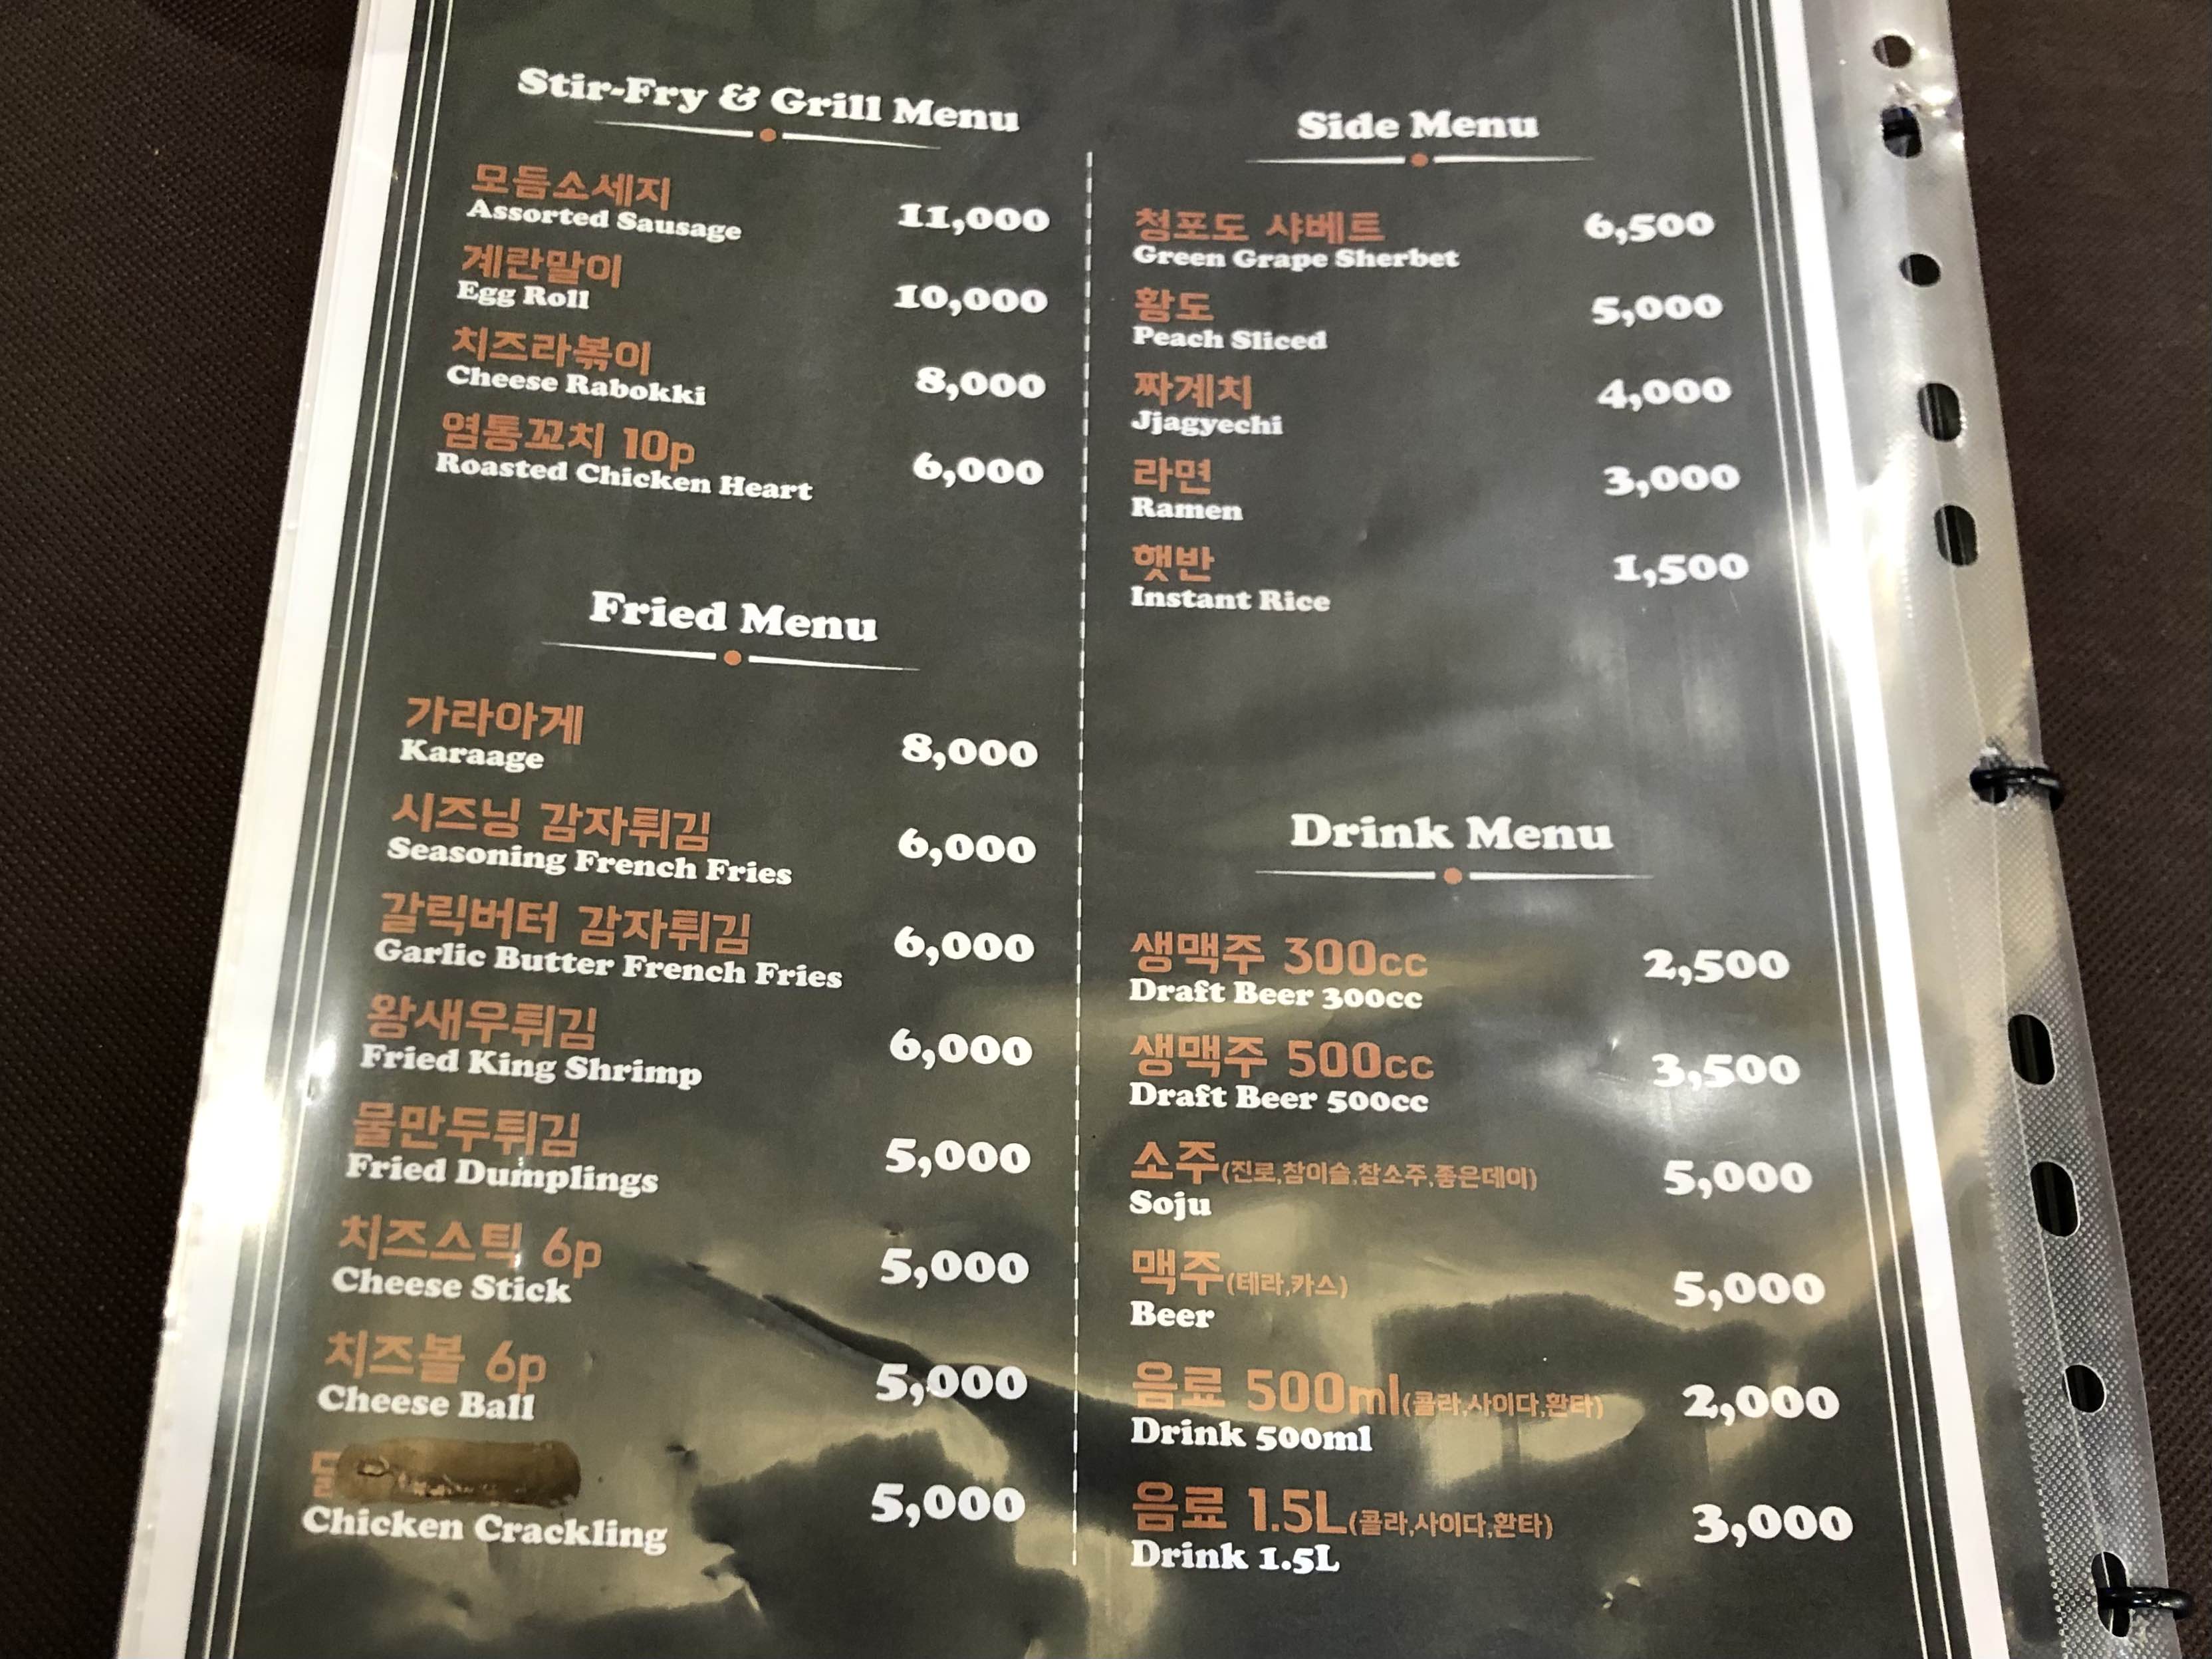 Stir-Fry & Grill Menu
모듬소세지
Assorted Sausage 11,000
계란말이
Egg Roll 10,000
치즈라볶이
Cheese Rabokki 8,000
염통꼬치 10p
Roasted Chicken Heart 6,000
Fried Menu
가라아게
Karaage 8,000
시즈닝 감자튀김
Seasoning French Fries 6,000
갈릭버터 감자튀김
Garlic Butter French Fries 6,000
왕새우튀김
Fried King Shrimp 6,000
물만두튀김
Fried Dumplings 5,000
치즈스틱 6p
Cheese Stick 5,000
치즈볼 6p
Cheese Ball 5,000
Chicken Crackling 5,000
Side Menu
청포도 샤베트
Green Grape Sherbet 6,500
황도
Peach Sliced 5,000
짜계치
Jjagyechi 4,000
라면
Ramen 3,000
햇반
Instant Rice 1,500
Drink Menu
생맥주 300cc
Draft Beer 300cc 2,500
생맥주 500cc
Draft Beer 500cc 3,500
소주(진로,참이슬,참소주,좋은데이)
Soju 5,000
맥주(테라,카스)
Beer 5,000
음료 500ml(콜라,사이다,환타)
Drink 500ml 2,000
음료 1.5L(콜라,사이다,환타)
Drink 1.5L 3,000